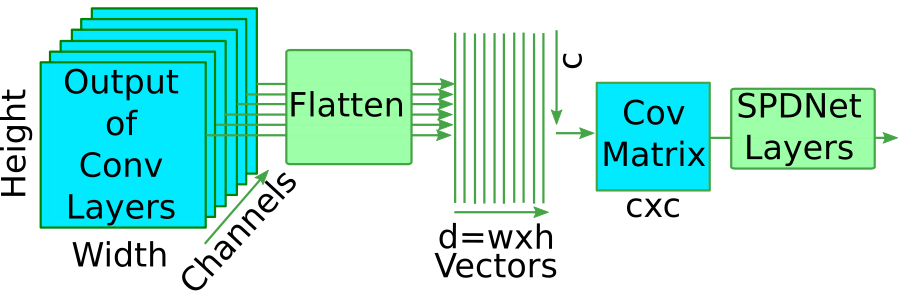 Height
Output
of
Conv
Layers
Width
Channels
Flatten
c
d=wxh
Vectors
Cov
Matrix
cxc
SPDNet
Layers